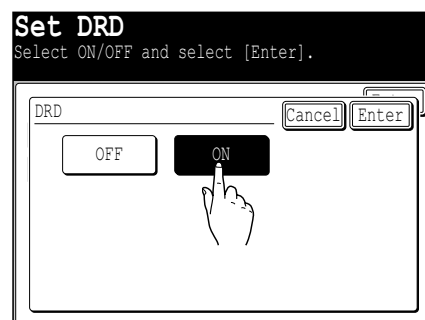 Set DRD
Select ON/OFF and select [Enter].
DRD
Cancel
Enter
OFF
ON